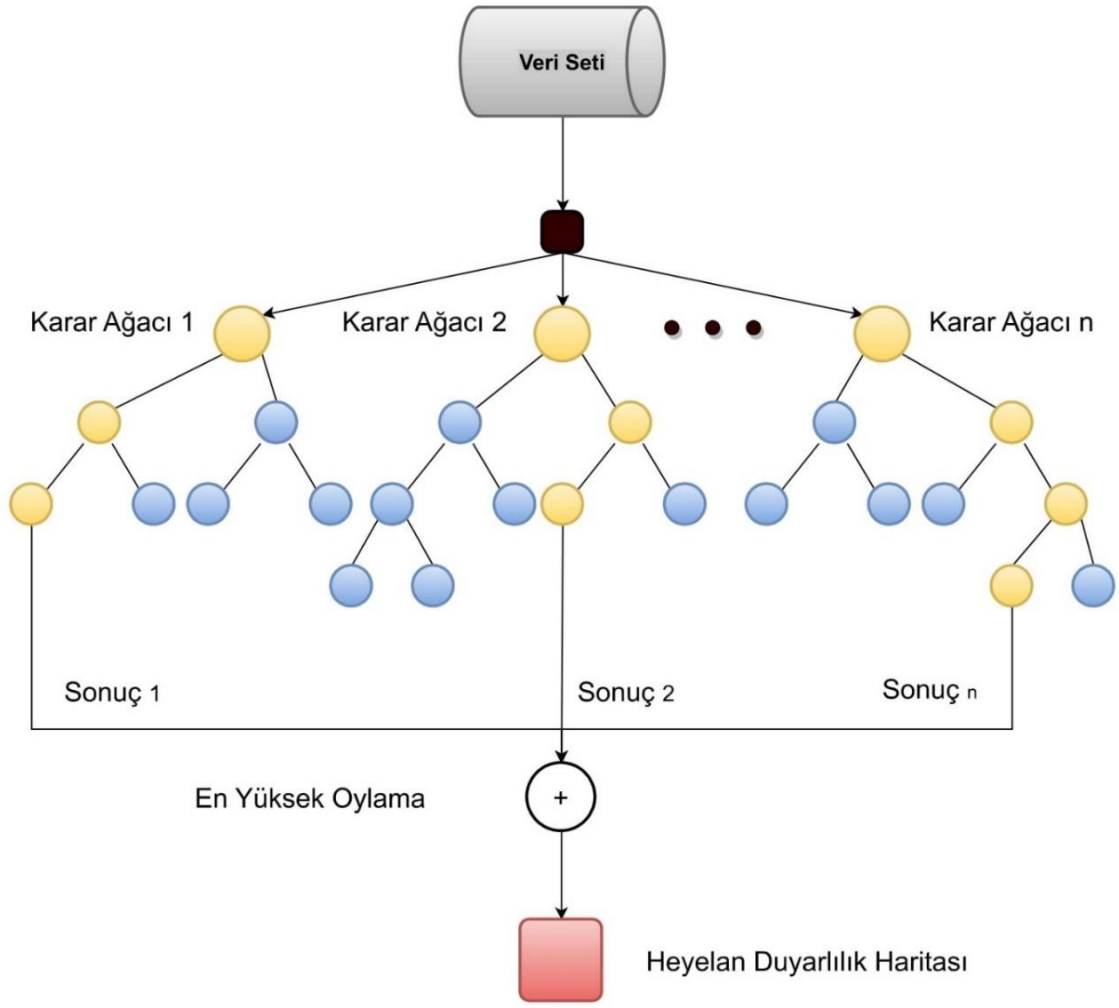 Veri Seti
Karar Ağacı 1
Karar Ağacı 2
Karar Ağacı n
Sonuç 1
Sonuç 2
Sonuç n
En Yüksek Oylama
+
Heyelan Duyarlılık Haritası